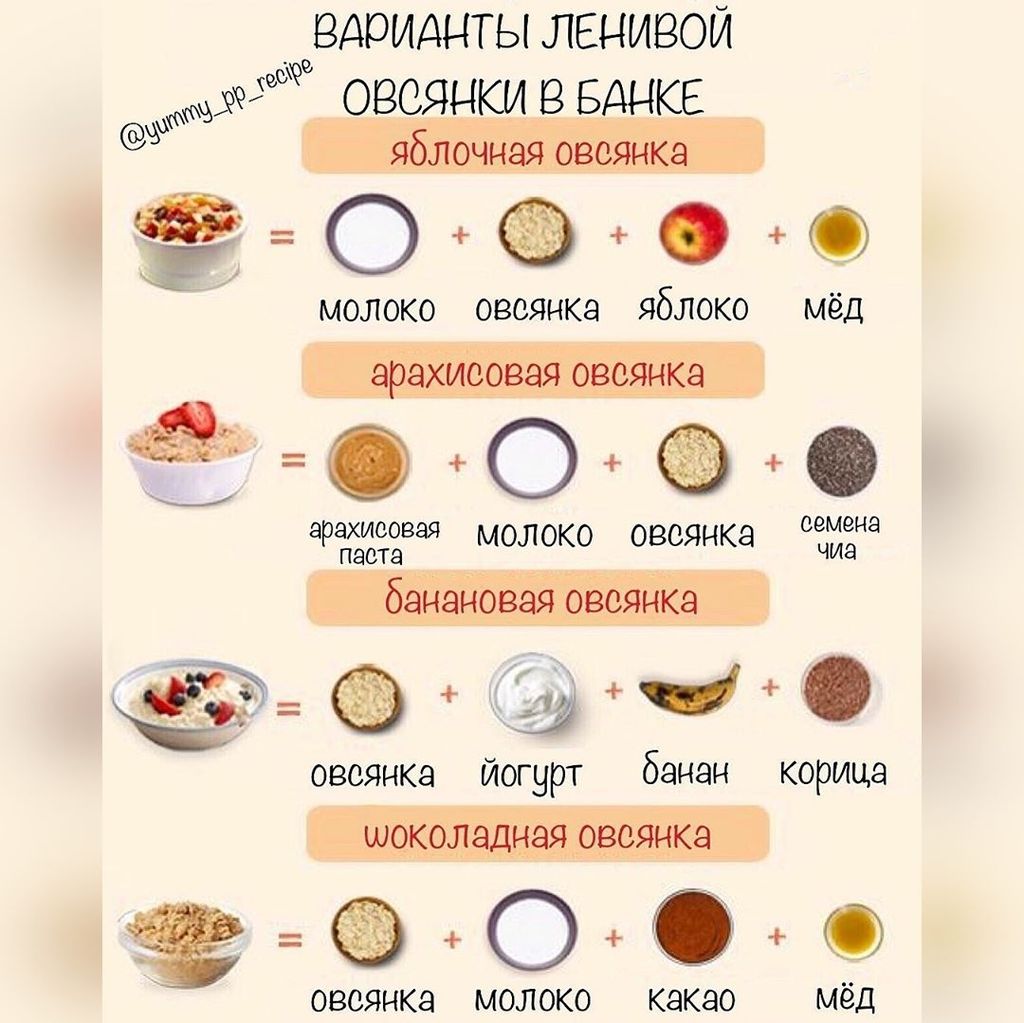 ВАРИАНТЫ ЛЕНИВОЙ
ОВСЯНКИ В БАНКЕ
@yummy_pp_recipe
яблочная овсянка
= + + +
молоко овсянка яблоко мёд
арахисовая овсянка
= + + +
арахисовая паста молоко овсянка семена чиа
банановая овсянка
= + + +
овсянка йогурт банан корица
шоколадная овсянка
= + + +
овсянка молоко какао мёд